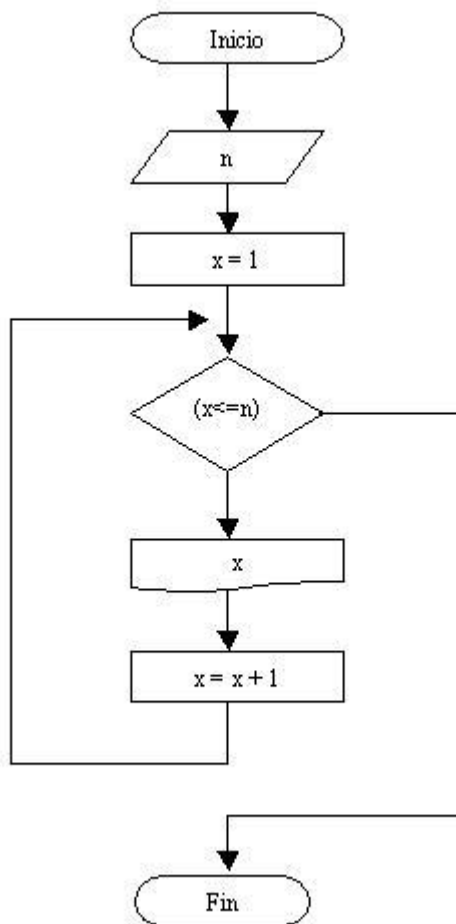 Inicio
n
x = 1
(x<=n)
x
x = x + 1
Fin